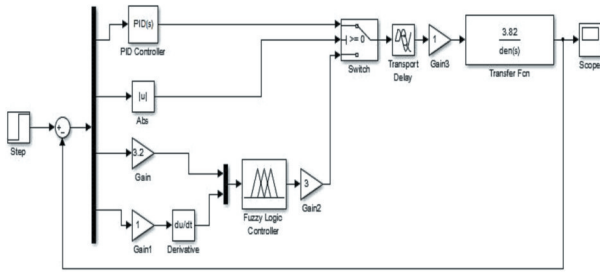 PID(s)
PID Controller
| >= 0
Switch
Transport
Delay
1
Gain3
3.82
den(s)
Transfer Fcn
Scope
|u|
Abs
Step
+
−
3.2
Gain
Fuzzy Logic
Controller
3
Gain2
1
Gain1
du/dt
Derivative